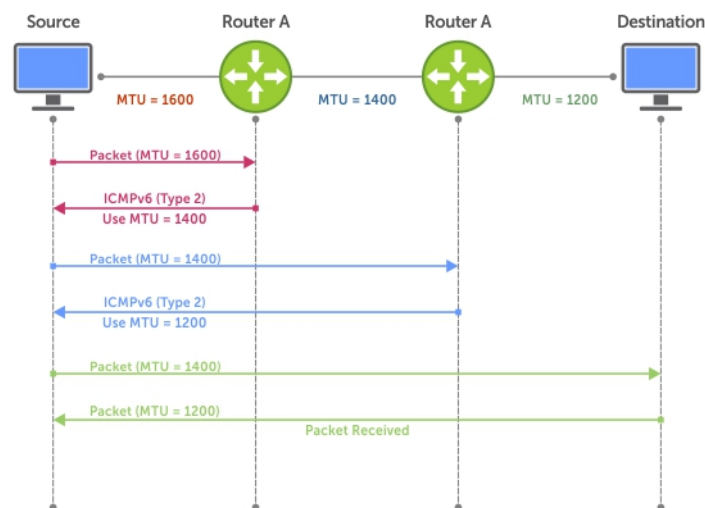 Source Router A Router A Destination
MTU = 1600 MTU = 1400 MTU = 1200
Packet (MTU = 1600)
ICMPv6 (Type 2)
Use MTU = 1400
Packet (MTU = 1400)
ICMPv6 (Type 2)
Use MTU = 1200
Packet (MTU = 1400)
Packet (MTU = 1200)
Packet Received